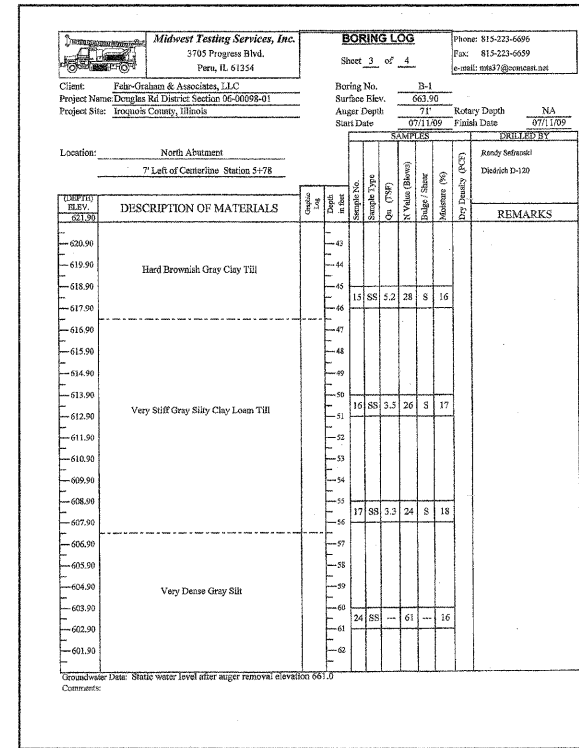 Midwest Testing Services, Inc.
3705 Progress Blvd.
Peru, IL 61354
BORING LOG
Sheet 3 of 4
Phone: 815-223-6696
Fax: 815-223-6659
e-mail: mts37@comcast.net
Client: Fehr-Graham & Associates, LLC
Project Name: Douglas Rd District Section 06-00098-01
Project Site: Iroquois County, Illinois
Boring No. B-1
Surface Elev. 663.90
Auger Depth 71' Rotary Depth NA
Start Date 07/11/09 Finish Date 07/11/09
SAMPLES
DRILLED BY
Location: North Abutment
7' Left of Centerline Station 5+78
Randy Safranski
Diedrich D-120
(DEPTH)
ELEV.
621.90
DESCRIPTION OF MATERIALS
Graphic Log
Depth in feet
Sample No.
Sample Type
Qu (TSF)
N Value (Blows)
Bulge / Shear
Moisture (%)
Dry Density (PCF)
REMARKS
620.90 43
619.90 44
Hard Brownish Gray Clay Till
618.90 45
15 SS 5.2 28 S 16
617.90 46
616.90 47
615.90 48
614.90 49
613.90 50
Very Stiff Gray Silty Clay Loam Till
16 SS 3.5 26 S 17
612.90 51
611.90 52
610.90 53
609.90 54
608.90 55
17 SS 3.3 24 S 18
607.90 56
606.90 57
605.90 58
604.90 59
Very Dense Gray Silt
603.90 60
24 SS --- 61 --- 16
602.90 61
601.90 62
Groundwater Data: Static water level after auger removal elevation 661.0
Comments: